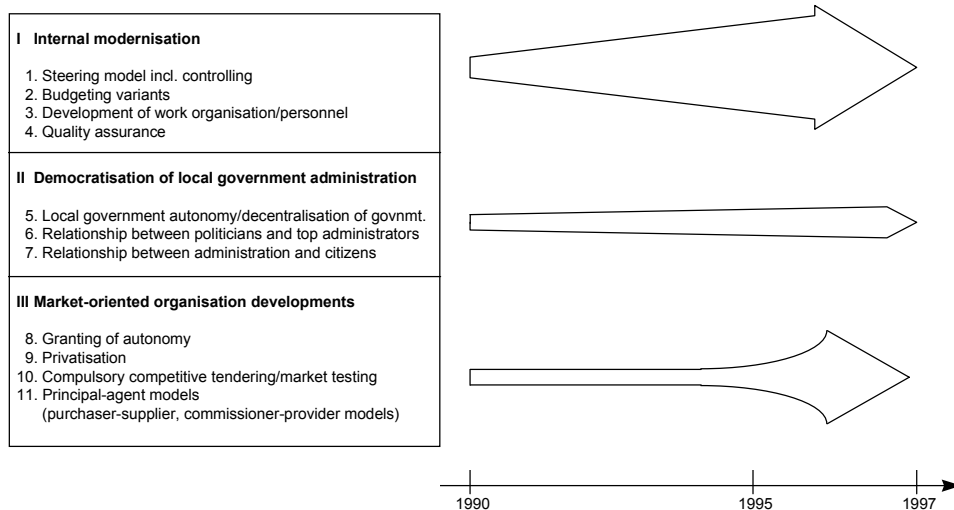 I Internal modernisation
1. Steering model incl. controlling
2. Budgeting variants
3. Development of work organisation/personnel
4. Quality assurance
II Democratisation of local government administration
5. Local government autonomy/decentralisation of govnmt.
6. Relationship between politicians and top administrators
7. Relationship between administration and citizens
III Market-oriented organisation developments
8. Granting of autonomy
9. Privatisation
10. Compulsory competitive tendering/market testing
11. Principal-agent models
(purchaser-supplier, commissioner-provider models)
1990 1995 1997